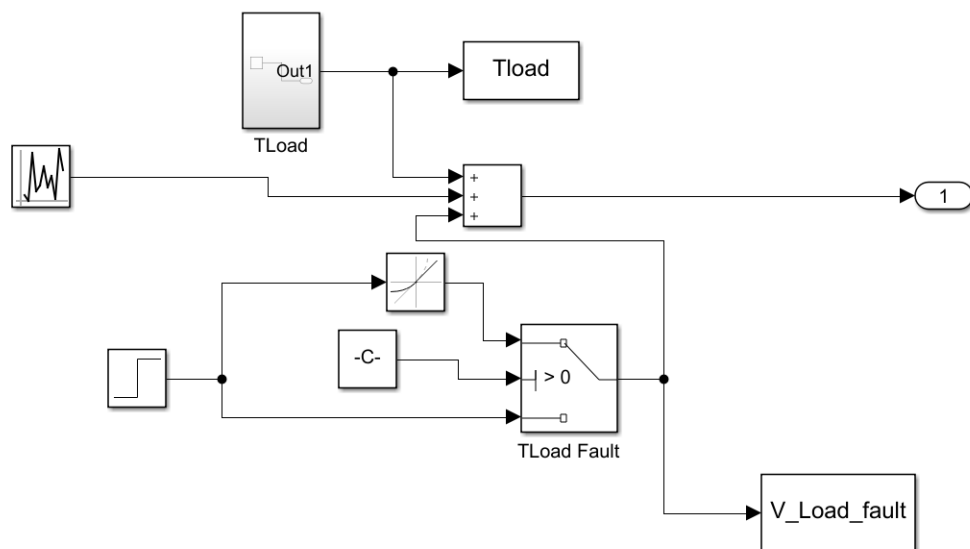 Out1
Tload
TLoad
+
+
+
1
-C-
> 0
TLoad Fault
V_Load_fault